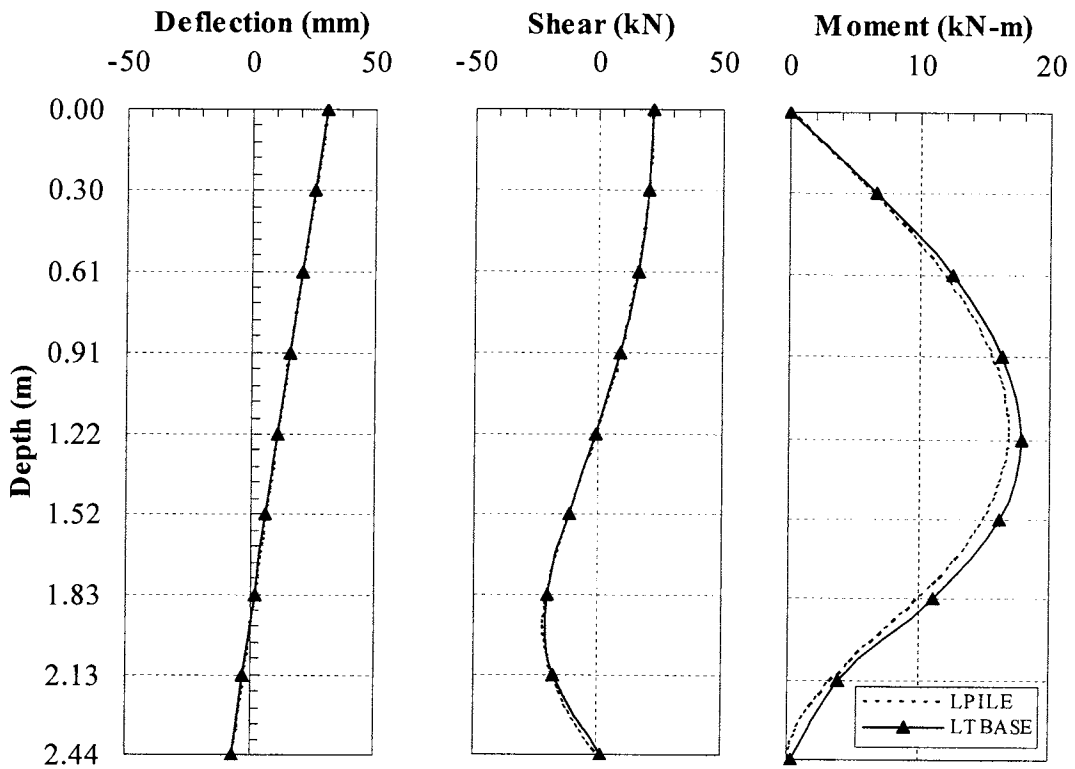 Deflection (mm)
-50 0 50
Shear (kN)
-50 0 50
Moment (kN-m)
0 10 20
Depth (m)
0.00
0.30
0.61
0.91
1.22
1.52
1.83
2.13
2.44
LPILE
LTBASE